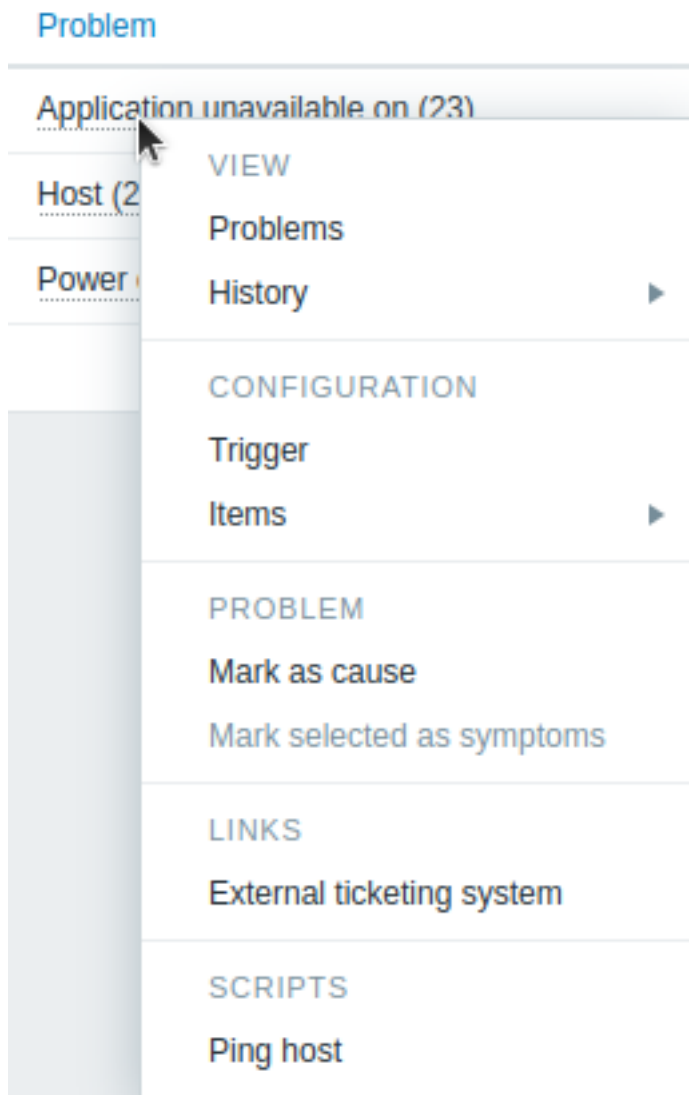 Problem
Application unavailable on (23)
Host (2
Power
VIEW
Problems
History
CONFIGURATION
Trigger
Items
PROBLEM
Mark as cause
Mark selected as symptoms
LINKS
External ticketing system
SCRIPTS
Ping host